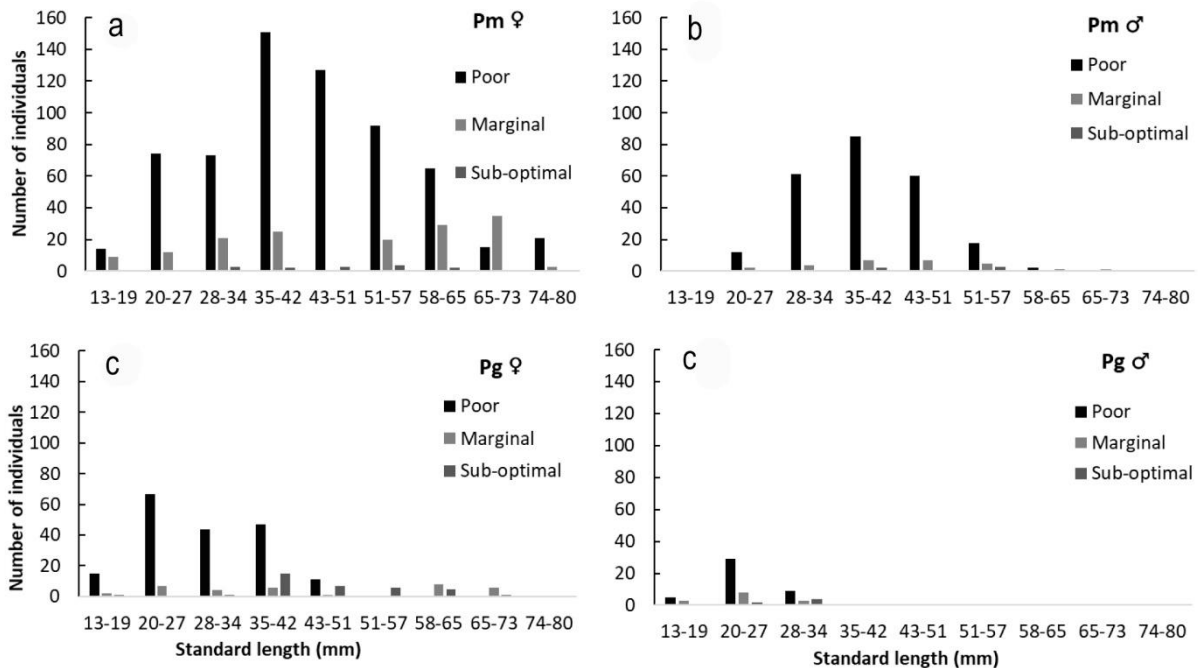 a
Pm ♀
Number of individuals
160
140
120
100
80
60
40
20
0
Poor
Marginal
Sub-optimal
13-19 20-27 28-34 35-42 43-51 51-57 58-65 65-73 74-80
b
Pm ♂
160
140
120
100
80
60
40
20
0
Poor
Marginal
Sub-optimal
13-19 20-27 28-34 35-42 43-51 51-57 58-65 65-73 74-80
c
Pg ♀
Number of individuals
160
140
120
100
80
60
40
20
0
Poor
Marginal
Sub-optimal
13-19 20-27 28-34 35-42 43-51 51-57 58-65 65-73 74-80
Standard length (mm)
c
Pg ♂
160
140
120
100
80
60
40
20
0
Poor
Marginal
Sub-optimal
13-19 20-27 28-34 35-42 43-51 51-57 58-65 65-73 74-80
Standard length (mm)